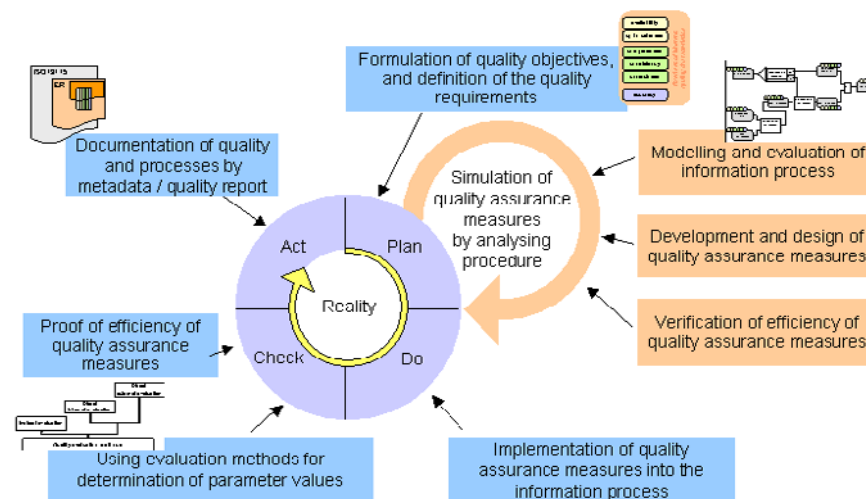 Formulation of quality objectives,
and definition of the quality
requirements
Documentation of quality
and processes by
metadata / quality report
Simulation of
quality assurance
measures
by analysing
procedure
Modelling and evaluation of
information process
Development and design of
quality assurance measures
Verification of efficiency of
quality assurance measures
Act
Plan
Reality
Check
Do
Proof of efficiency of
quality assurance
measures
Using evaluation methods for
determination of parameter values
Implementation of quality
assurance measures into the
information process